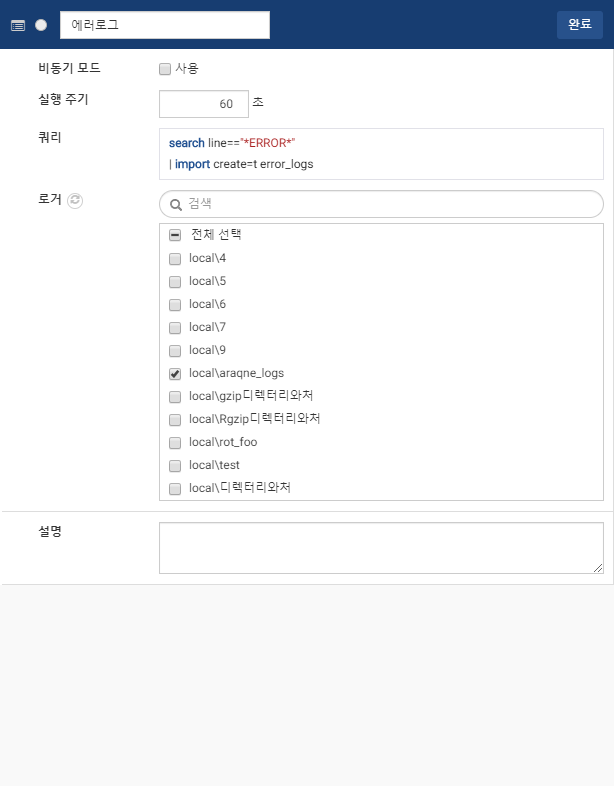 에러로그
완료
비동기 모드
사용
실행 주기
60 초
쿼리
search line=="*ERROR*"
| import create=t error_logs
로거
검색
전체 선택
local\4
local\5
local\6
local\7
local\9
local\araqne_logs
local\gzip디렉터리와처
local\Rgzip디렉터리와처
local\rot_foo
local\test
local\디렉터리와처
설명